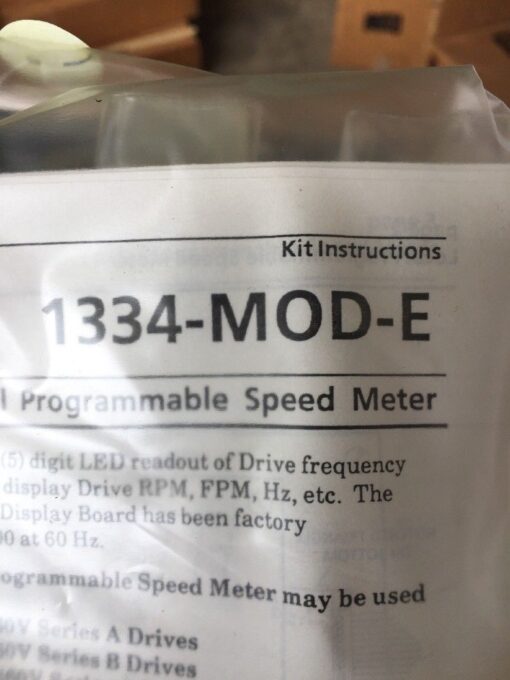 Kit Instructions
1334-MOD-E
Programmable Speed Meter
(5) digit LED readout of Drive frequency
display Drive RPM, FPM, Hz, etc. The
Display Board has been factory
at 60 Hz.
Speed Meter may be used
Series A Drives
Series B Drives